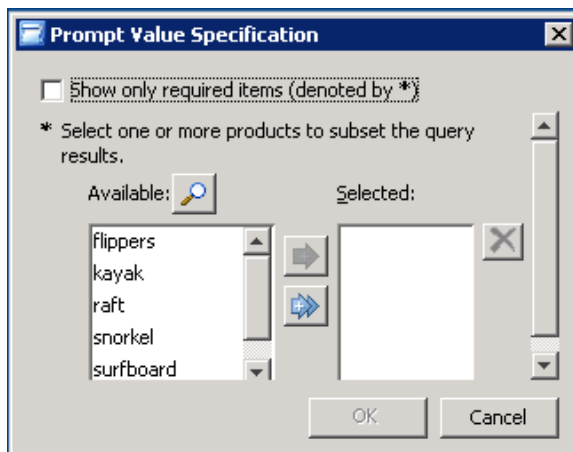 Prompt Value Specification
Show only required items (denoted by *)
* Select one or more products to subset the query
results.
Available:
Selected:
flippers
kayak
raft
snorkel
surfboard
OK
Cancel